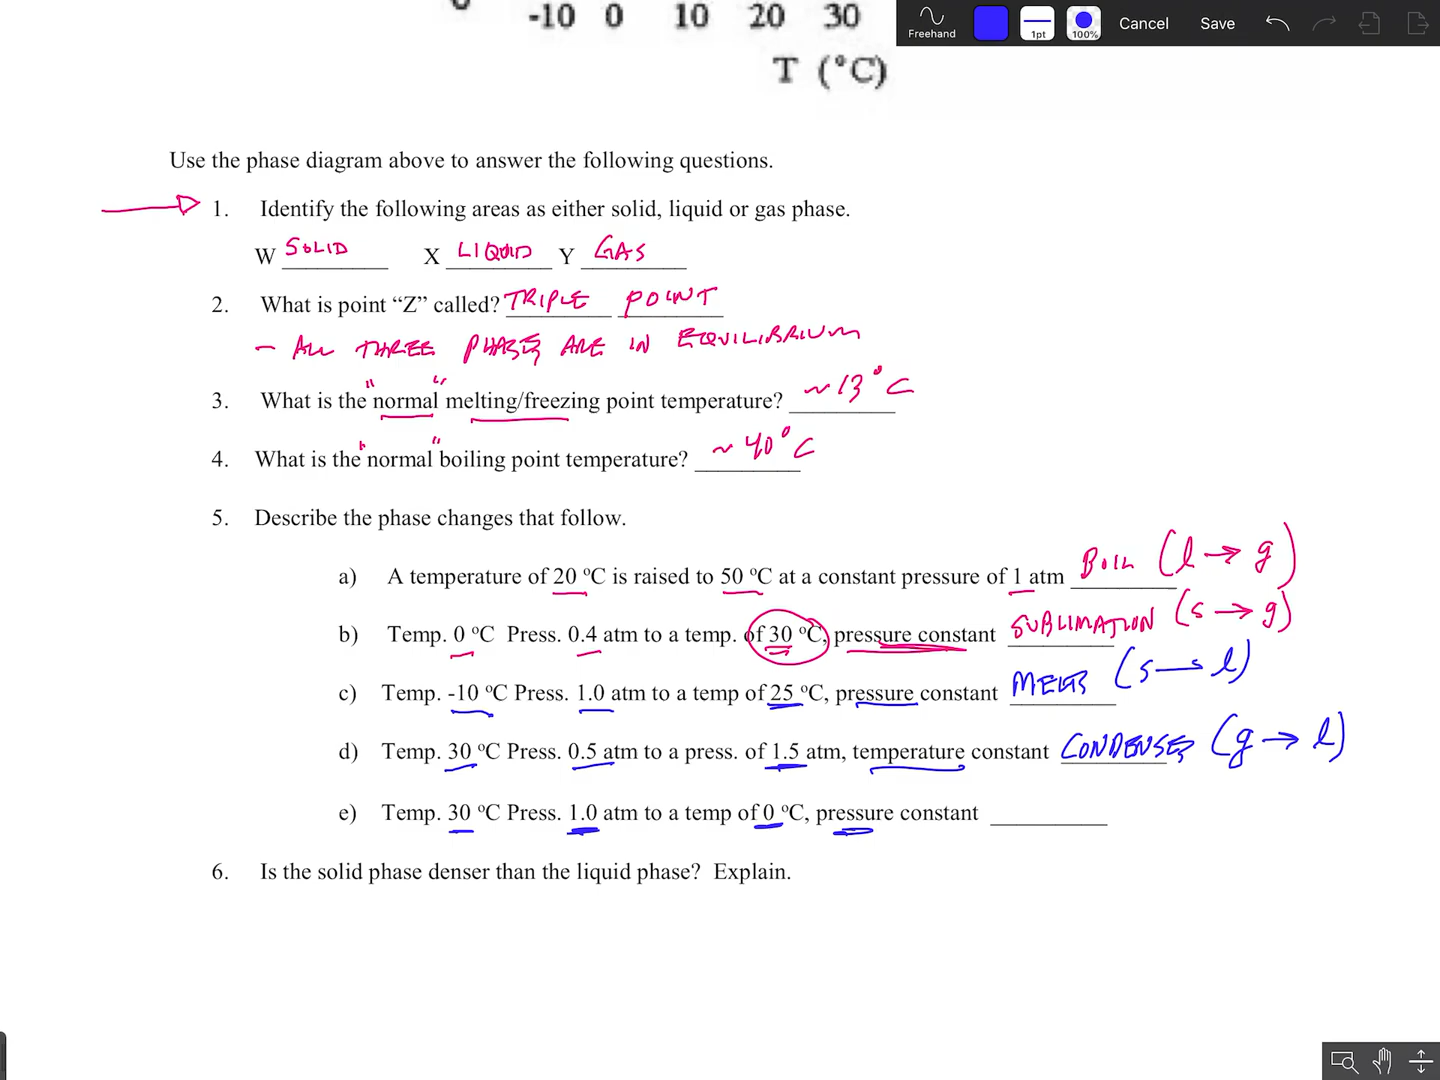 -10 0 10 20 30
T (°C)
Freehand 1pt 100% Cancel Save
Use the phase diagram above to answer the following questions.
1. Identify the following areas as either solid, liquid or gas phase.
W SOLID X LIQUID Y GAS
2. What is point “Z” called? TRIPLE POINT
- ALL THREE PHASES ARE IN EQUILIBRIUM
3. What is the "normal" melting/freezing point temperature? ~13°C
4. What is the "normal" boiling point temperature? ~40°C
5. Describe the phase changes that follow.
a) A temperature of 20 °C is raised to 50 °C at a constant pressure of 1 atm BOIL (l → g)
b) Temp. 0 °C Press. 0.4 atm to a temp. of 30 °C, pressure constant SUBLIMATION (s → g)
c) Temp. -10 °C Press. 1.0 atm to a temp of 25 °C, pressure constant MELTS (s → l)
d) Temp. 30 °C Press. 0.5 atm to a press. of 1.5 atm, temperature constant CONDENSES (g → l)
e) Temp. 30 °C Press. 1.0 atm to a temp of 0 °C, pressure constant
6. Is the solid phase denser than the liquid phase? Explain.